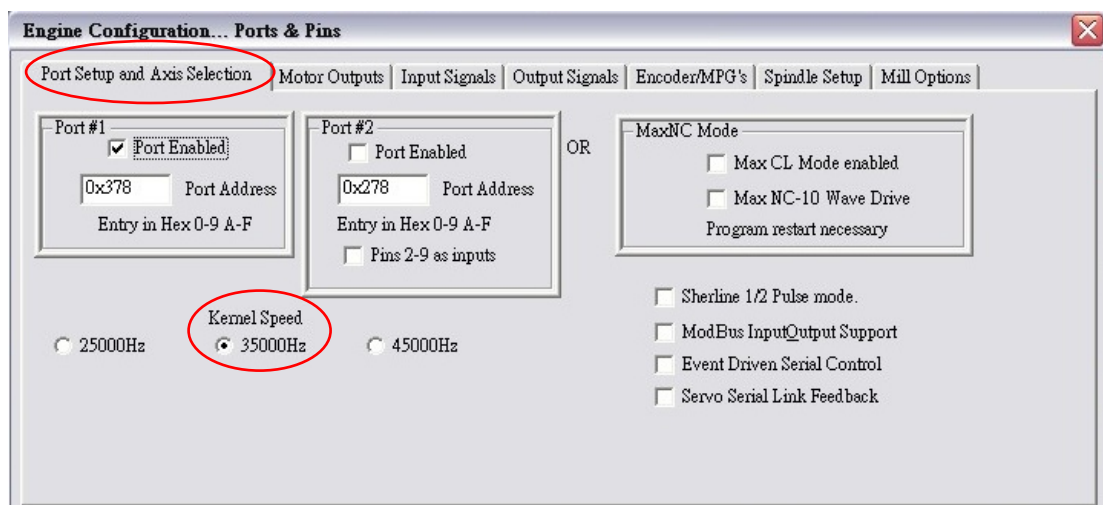 Engine Configuration... Ports & Pins
Port Setup and Axis Selection
Motor Outputs
Input Signals
Output Signals
Encoder/MPG's
Spindle Setup
Mill Options
Port #1
Port Enabled
0x378 Port Address
Entry in Hex 0-9 A-F
Port #2
Port Enabled
0x278 Port Address
Entry in Hex 0-9 A-F
Pins 2-9 as inputs
OR
MaxNC Mode
Max CL Mode enabled
Max NC-10 Wave Drive
Program restart necessary
Kernel Speed
25000Hz
35000Hz
45000Hz
Sherline 1/2 Pulse mode.
ModBus InputOutput Support
Event Driven Serial Control
Servo Serial Link Feedback